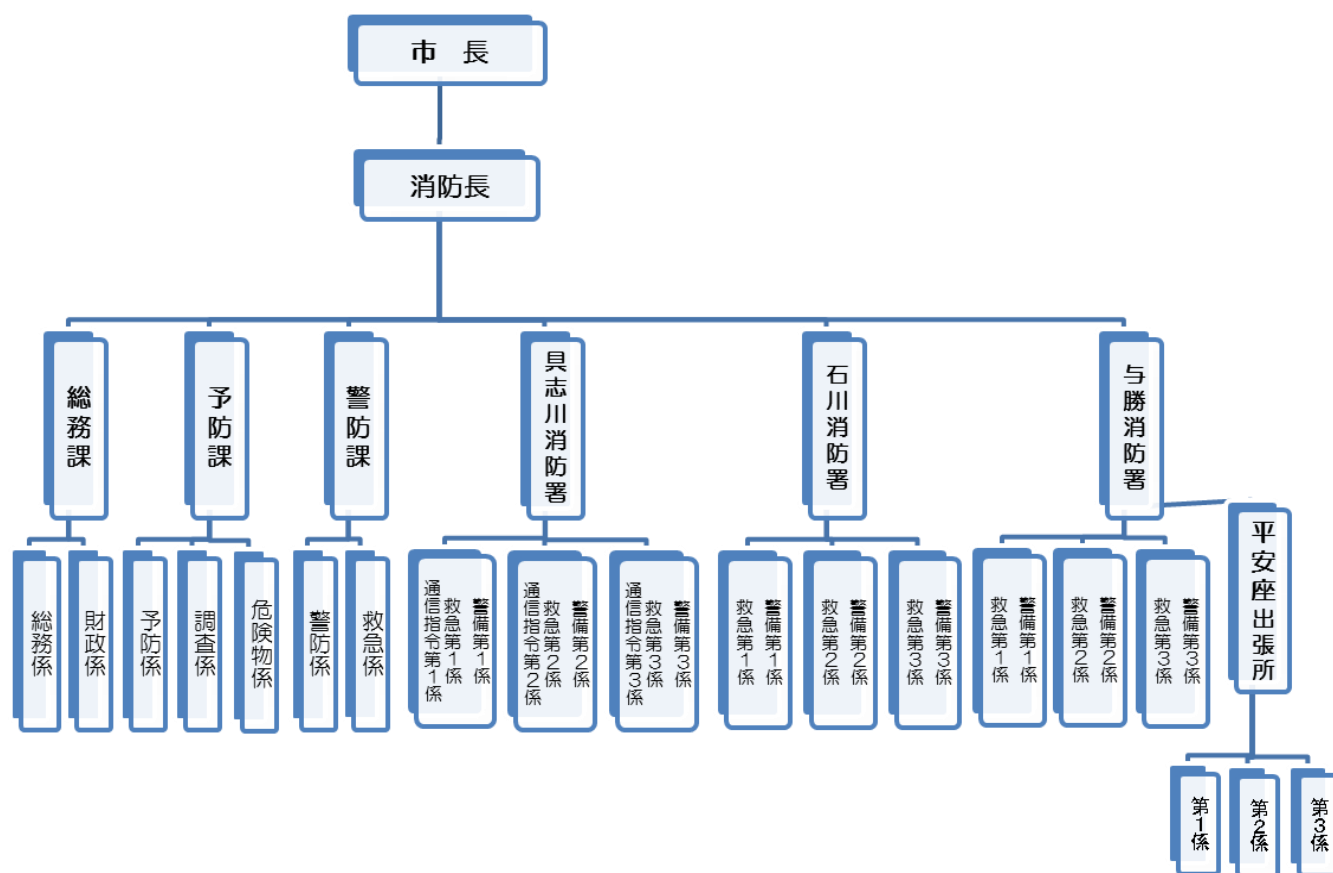 市　長
消防長
総務課
予防課
警防課
具志川消防署
石川消防署
与勝消防署
平安座出張所
総務係
財政係
予防係
調査係
危険物係
警防係
救急係
警備第1係
救急第1係
通信指令第1係
警備第2係
救急第2係
通信指令第2係
警備第3係
救急第3係
通信指令第3係
警備第1係
救急第1係
警備第2係
救急第2係
警備第3係
救急第3係
警備第1係
救急第1係
警備第2係
救急第2係
警備第3係
救急第3係
第1係
第2係
第3係